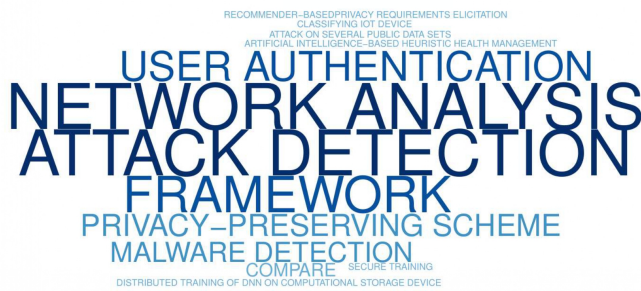 RECOMMENDER-BASEDPRIVACY REQUIREMENTS ELICITATION
CLASSIFYING IOT DEVICE
ATTACK ON SEVERAL PUBLIC DATA SETS
ARTIFICIAL INTELLIGENCE-BASED HEURISTIC HEALTH MANAGEMENT
USER AUTHENTICATION
NETWORK ANALYSIS
ATTACK DETECTION
FRAMEWORK
PRIVACY-PRESERVING SCHEME
MALWARE DETECTION
COMPARE SECURE TRAINING
DISTRIBUTED TRAINING OF DNN ON COMPUTATIONAL STORAGE DEVICE